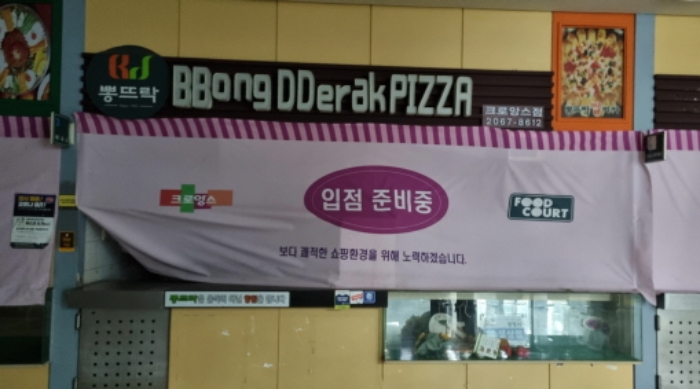 뽕뜨락
BBong DDerak PIZZA
크로앙스점
2067-8612
크로앙스
입점 준비중
FOOD
COURT
보다 쾌적한 쇼핑환경을 위해 노력하겠습니다.